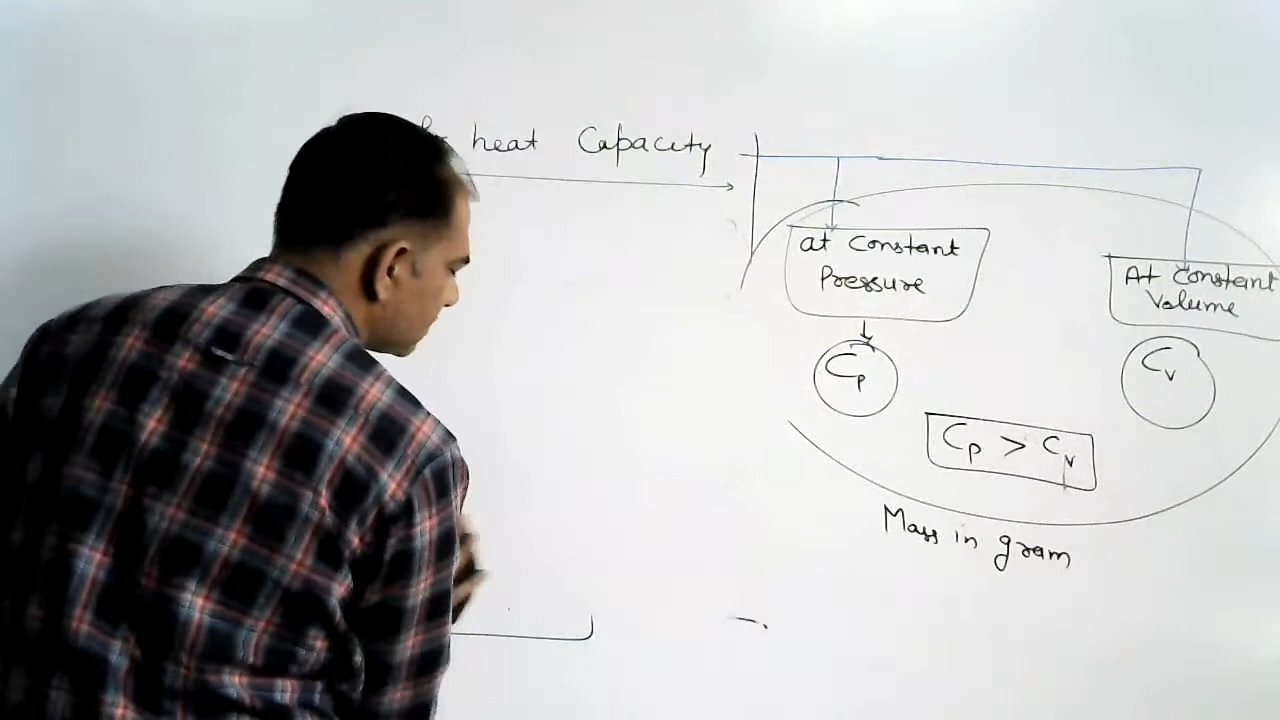 heat Capacity
at Constant
Pressure
At Constant
Volume
Cp
Cv
Cp > Cv
Mass in gram